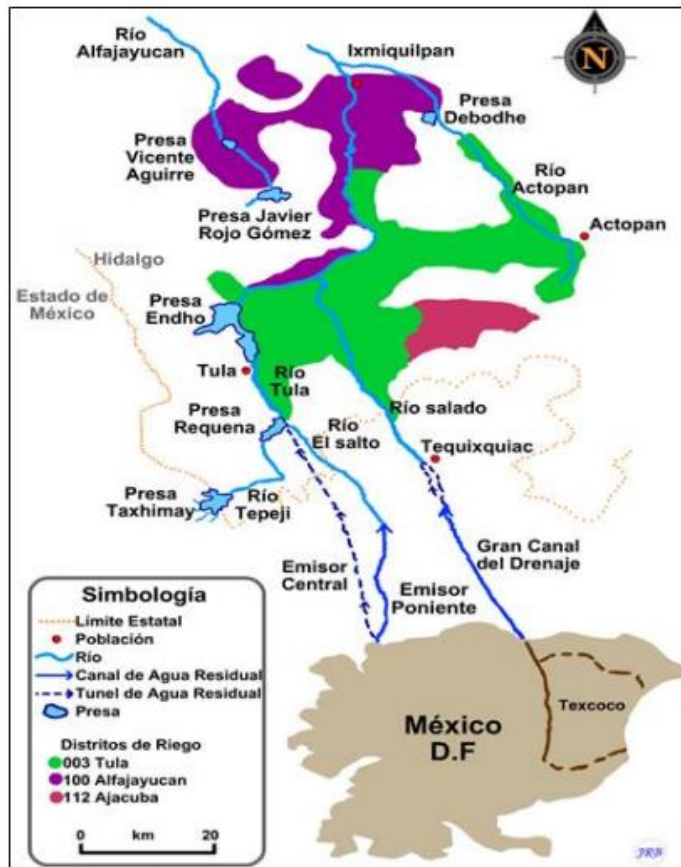 Río
Alfajayucan
Ixmiquilpan
N
Presa
Debodhe
Presa
Vicente
Aguirre
Río
Actopan
Presa Javier
Rojo Gómez
Actopan
Hidalgo
Estado de
México
Presa
Endho
Tula
Río
Tula
Presa
Requena
Río salado
Río
El salto
Tequixquiac
Presa
Taxhimay
Río
Tepeji
Gran Canal
del Drenaje
Emisor
Central
Emisor
Poniente
Simbología
Límite Estatal
Población
Río
Canal de Agua Residual
Tunel de Agua Residual
Presa
Distritos de Riego
003 Tula
100 Alfajayucan
112 Ajacuba
0 20
km
México
D.F
Texcoco
JRB